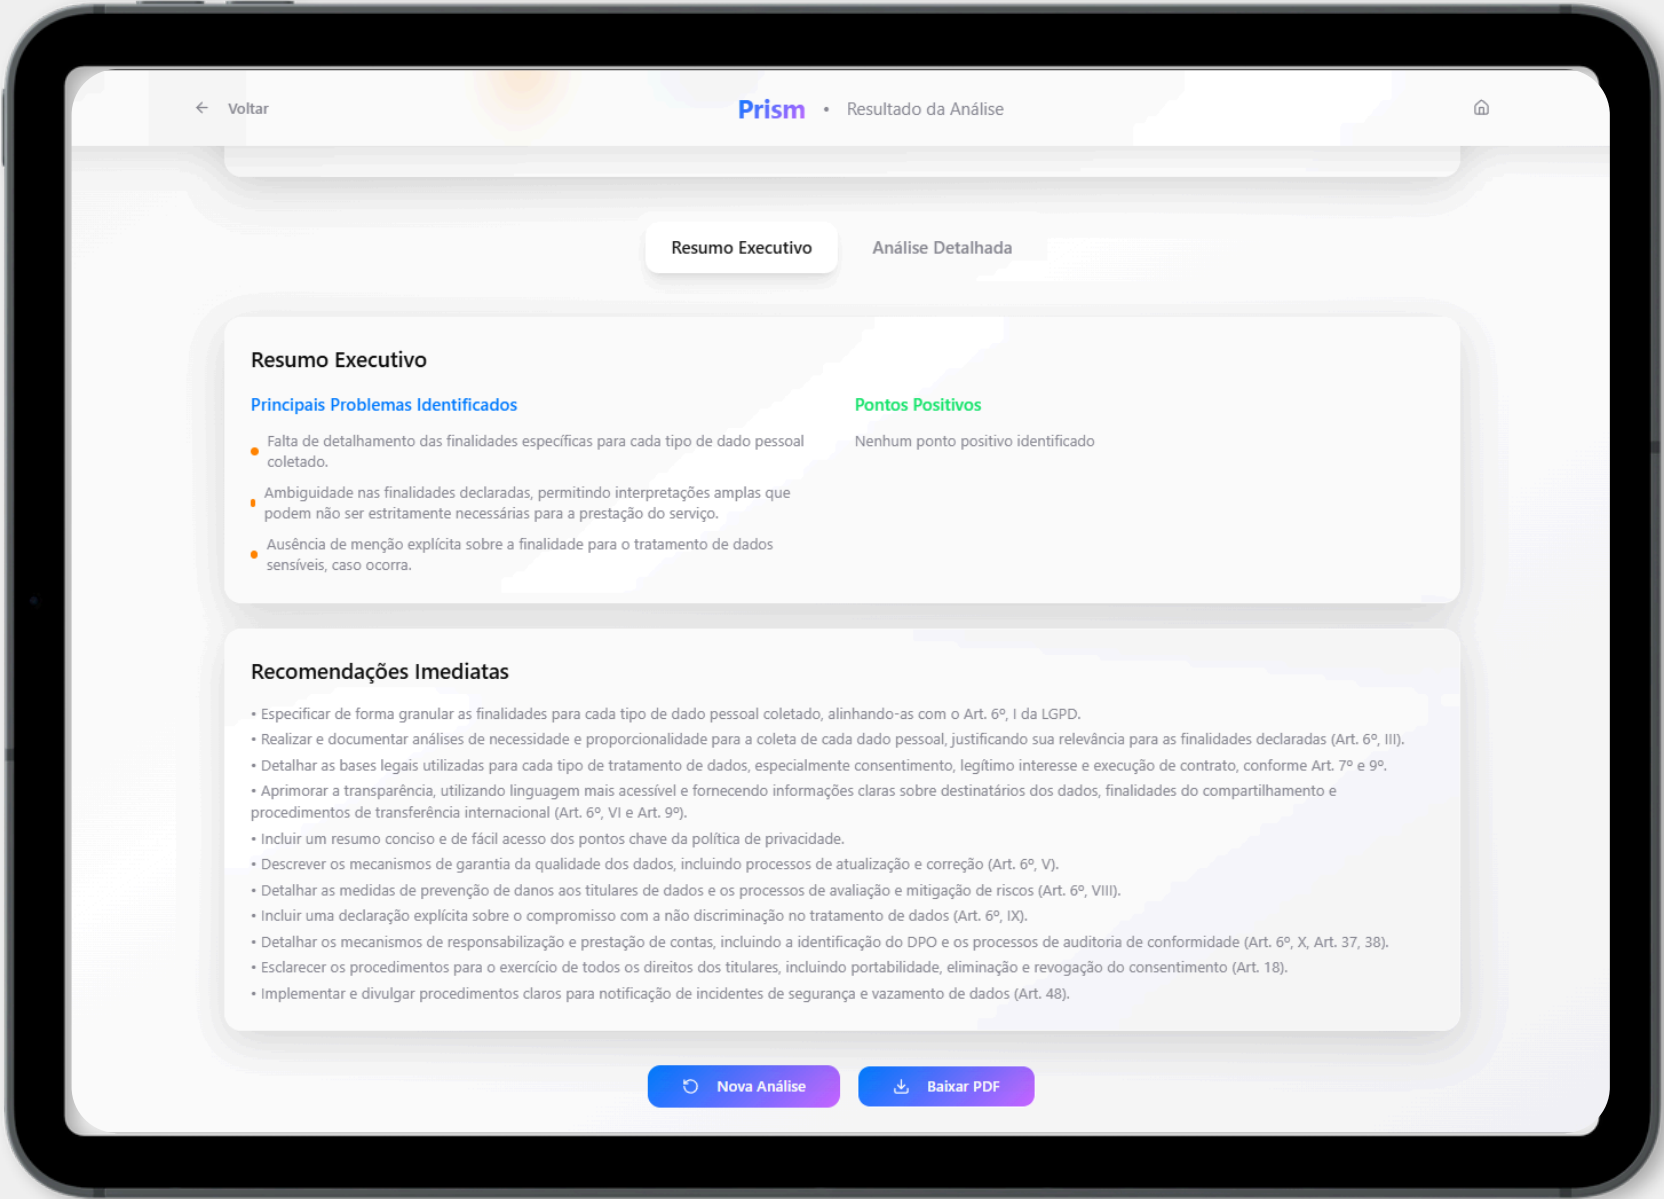 Voltar
Prism • Resultado da Análise
Resumo Executivo
Análise Detalhada
Resumo Executivo
Principais Problemas Identificados
Falta de detalhamento das finalidades específicas para cada tipo de dado pessoal
coletado.
Ambiguidade nas finalidades declaradas, permitindo interpretações amplas que
podem não ser estritamente necessárias para a prestação do serviço.
Ausência de menção explícita sobre a finalidade para o tratamento de dados
sensíveis, caso ocorra.
Pontos Positivos
Nenhum ponto positivo identificado
Recomendações Imediatas
• Especificar de forma granular as finalidades para cada tipo de dado pessoal coletado, alinhando-as com o Art. 6º, I da LGPD.
• Realizar e documentar análises de necessidade e proporcionalidade para a coleta de cada dado pessoal, justificando sua relevância para as finalidades declaradas (Art. 6º, III).
• Detalhar as bases legais utilizadas para cada tipo de tratamento de dados, especialmente consentimento, legítimo interesse e execução de contrato, conforme Art. 7º e 9º.
• Aprimorar a transparência, utilizando linguagem mais acessível e fornecendo informações claras sobre destinatários dos dados, finalidades do compartilhamento e
procedimentos de transferência internacional (Art. 6º, VI e Art. 9º).
• Incluir um resumo conciso e de fácil acesso dos pontos chave da política de privacidade.
• Descrever os mecanismos de garantia da qualidade dos dados, incluindo processos de atualização e correção (Art. 6º, V).
• Detalhar as medidas de prevenção de danos aos titulares de dados e os processos de avaliação e mitigação de riscos (Art. 6º, VIII).
• Incluir uma declaração explícita sobre o compromisso com a não discriminação no tratamento de dados (Art. 6º, IX).
• Detalhar os mecanismos de responsabilização e prestação de contas, incluindo a identificação do DPO e os processos de auditoria de conformidade (Art. 6º, X, Art. 37, 38).
• Esclarecer os procedimentos para o exercício de todos os direitos dos titulares, incluindo portabilidade, eliminação e revogação do consentimento (Art. 18).
• Implementar e divulgar procedimentos claros para notificação de incidentes de segurança e vazamento de dados (Art. 48).
Nova Análise
Baixar PDF